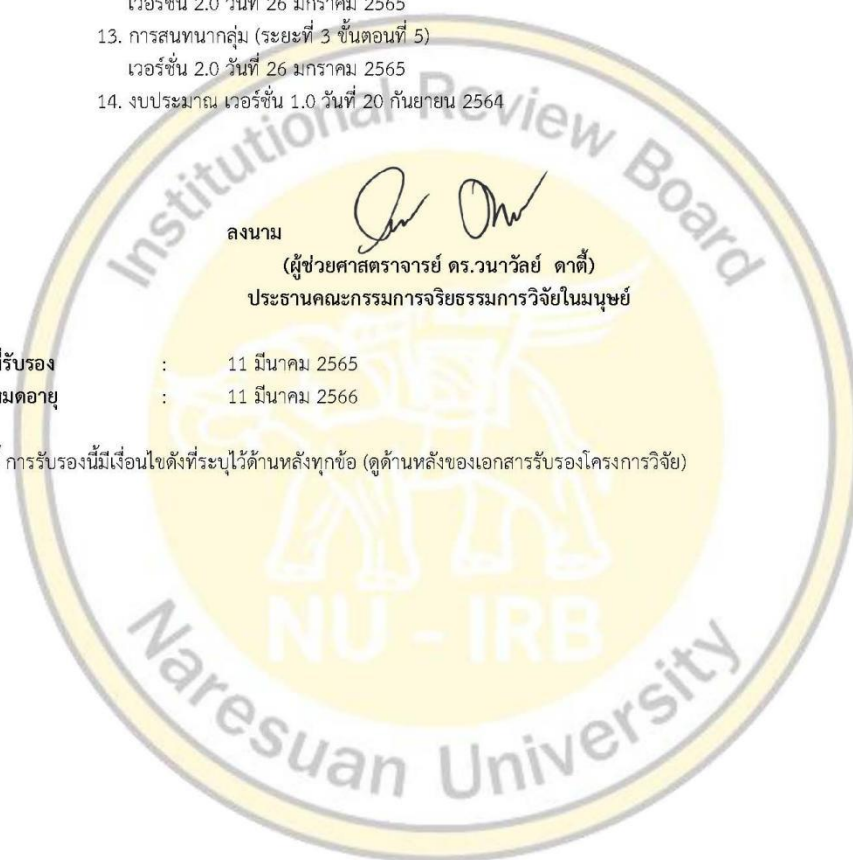 เวอร์ชั่น 2.0 วันที่ 26 มกราคม 2565
13. การสนทนากลุ่ม (ระยะที่ 3 ขั้นตอนที่ 5)
เวอร์ชั่น 2.0 วันที่ 26 มกราคม 2565
14. งบประมาณ เวอร์ชั่น 1.0 วันที่ 20 กันยายน 2564
Institutional Review Board
ลงนาม
(ผู้ช่วยศาสตราจารย์ ดร.วนาวัลย์ ดาตี้)
ประธานคณะกรรมการจริยธรรมการวิจัยในมนุษย์
รับรอง : 11 มีนาคม 2565
หมดอายุ : 11 มีนาคม 2566
การรับรองนี้มีเงื่อนไขดังที่ระบุไว้ด้านหลังทุกข้อ (ดูด้านหลังของเอกสารรับรองโครงการวิจัย)
NU - IRB
Naresuan University